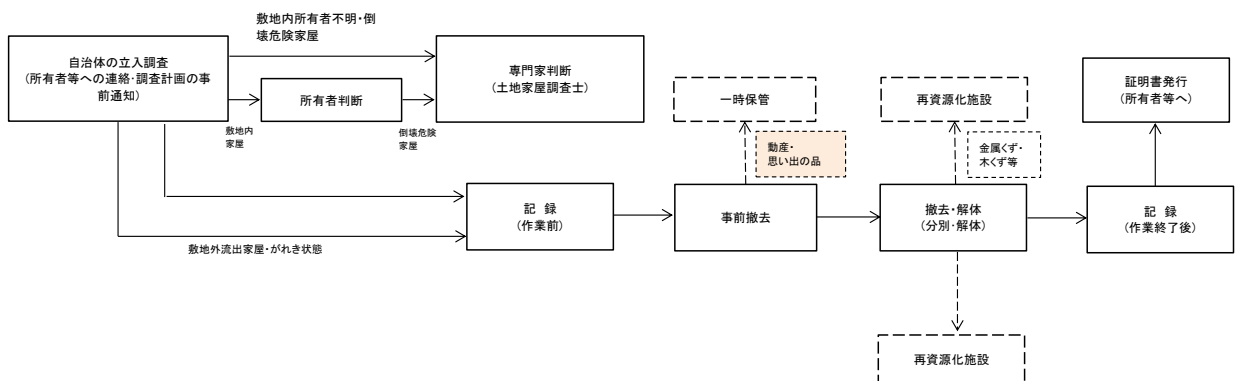 敷地内所有者不明・倒
壊危険家屋
自治体の立入調査
(所有者等への連絡・調査計画の事
前通知)
所有者判断
専門家判断
(土地家屋調査士)
敷地内
家屋
倒壊危険
家屋
一時保管
再資源化施設
証明書発行
(所有者等へ)
動産・
思い出の品
金属くず・
木くず等
記　録
(作業前)
事前撤去
撤去・解体
(分別・解体)
記　録
(作業終了後)
敷地外流出家屋・がれき状態
再資源化施設